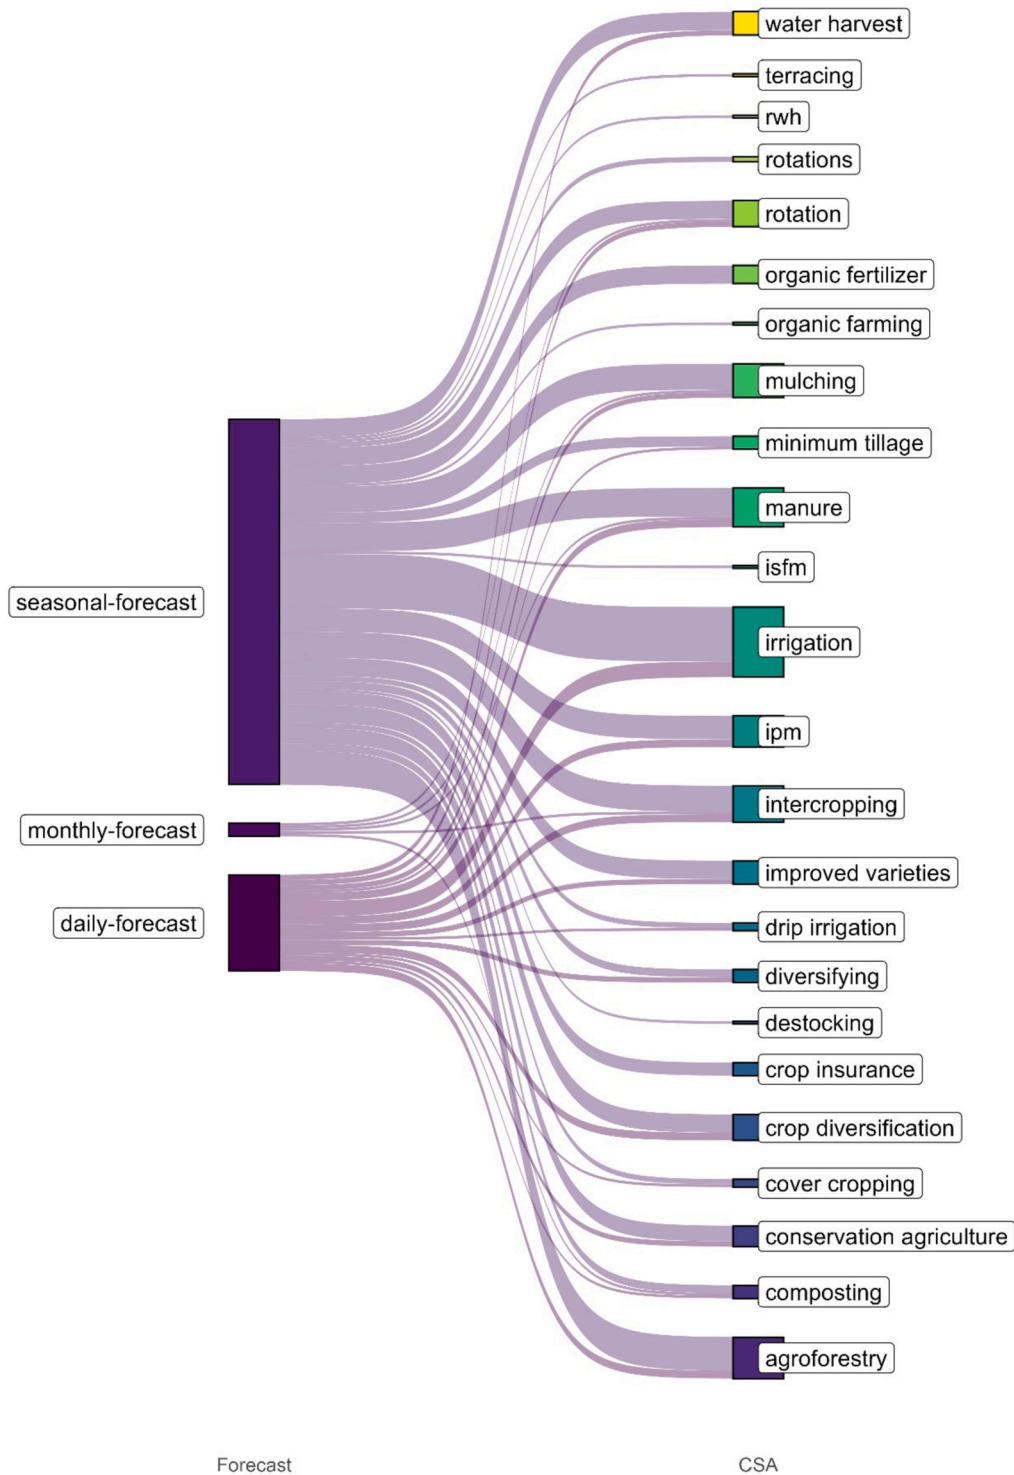 water harvest
terracing
rwh
rotations
rotation
organic fertilizer
organic farming
mulching
minimum tillage
manure
isfm
seasonal-forecast
irrigation
ipm
intercropping
monthly-forecast
improved varieties
daily-forecast
drip irrigation
diversifying
destocking
crop insurance
crop diversification
cover cropping
conservation agriculture
composting
agroforestry
Forecast
CSA